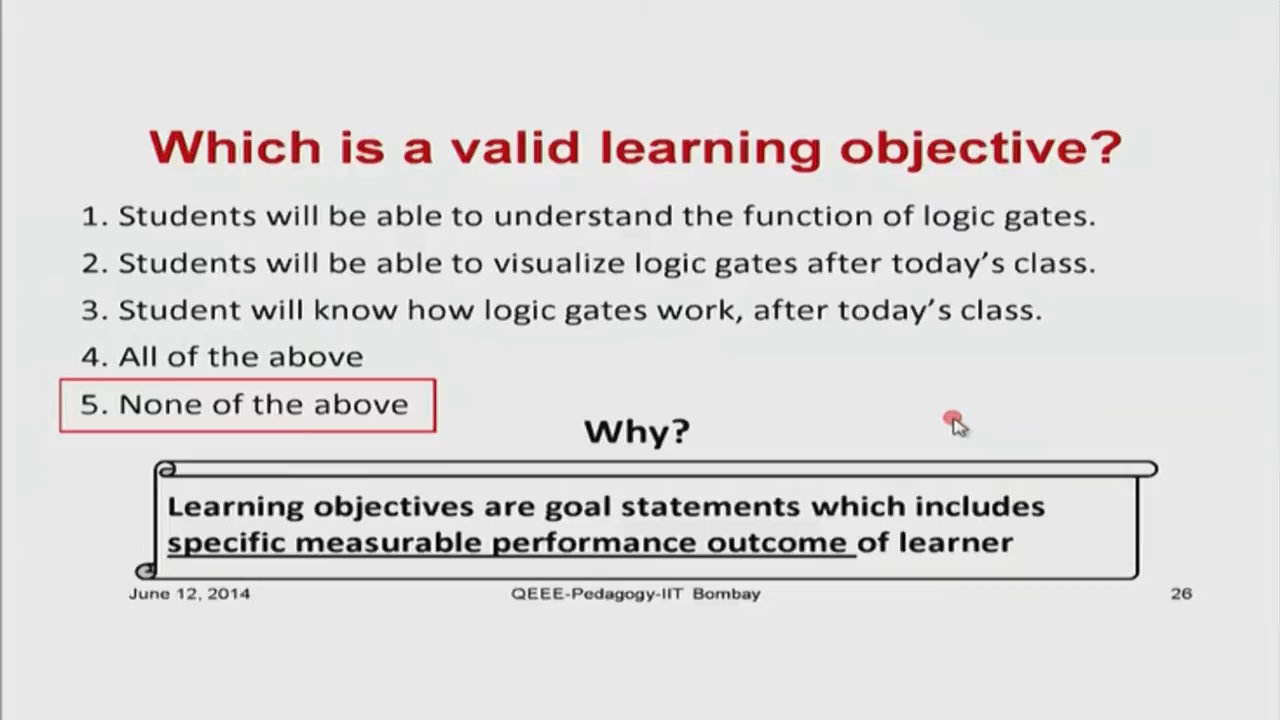 Which is a valid learning objective?
1. Students will be able to understand the function of logic gates.
2. Students will be able to visualize logic gates after today’s class.
3. Student will know how logic gates work, after today’s class.
4. All of the above
5. None of the above
Why?
Learning objectives are goal statements which includes
specific measurable performance outcome of learner
June 12, 2014 QEEE-Pedagogy-IIT Bombay 26